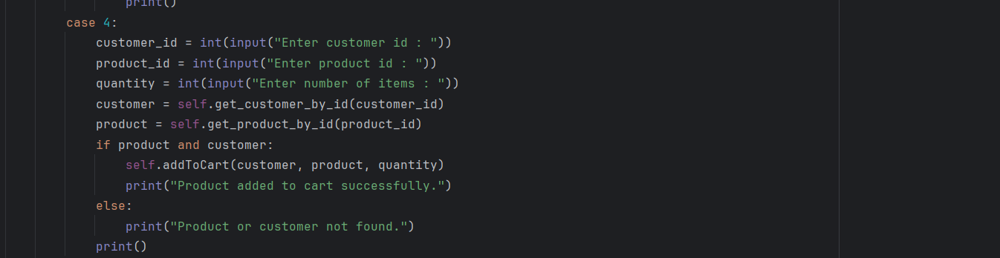 print()
case 4:
customer_id = int(input("Enter customer id : "))
product_id = int(input("Enter product id : "))
quantity = int(input("Enter number of items : "))
customer = self.get_customer_by_id(customer_id)
product = self.get_product_by_id(product_id)
if product and customer:
self.addToCart(customer, product, quantity)
print("Product added to cart successfully.")
else:
print("Product or customer not found.")
print()